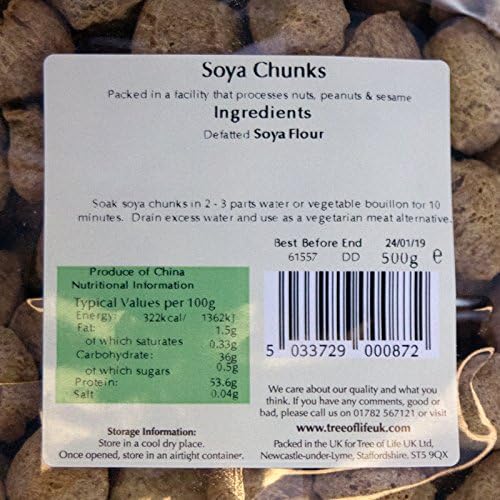 Soya Chunks
Packed in a facility that processes nuts, peanuts & sesame
Ingredients
Defatted Soya Flour
Soak soya chunks in 2 - 3 parts water or vegetable bouillon for 10
minutes. Drain excess water and use as a vegetarian meat alternative.
Best Before End 24/01/19
61557 DD 500g e
Produce of China
Nutritional Information
Typical Values per 100g
Energy: 322kcal/ 1362kJ
Fat: 1.5g
of which saturates 0.33g
Carbohydrate: 36g
of which sugars 0.5g
Protein: 53.6g
Salt 0.04g
5 033729 000872
Storage Information:
Store in a cool dry place.
Once opened, store in an airtight container.
We care about our quality and what you
think. If you have any comments, good or
bad, please call us on 01782 567121 or visit
www.treeoflifeuk.com
Packed in the UK for Tree of Life UK Ltd,
Newcastle-under-Lyme, Staffordshire, ST5 9QX